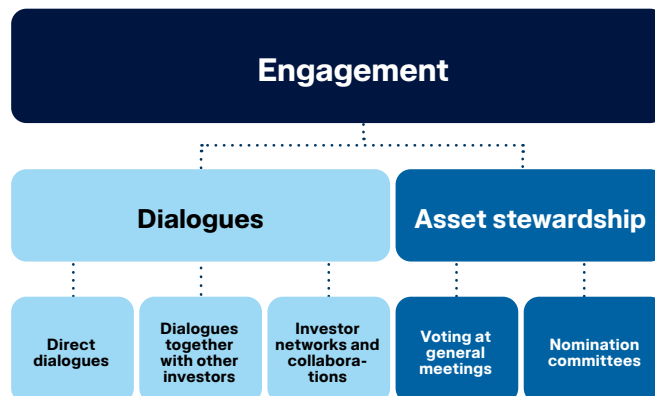 Engagement
Dialogues
Asset stewardship
Direct
dialogues
Dialogues
together
with other
investors
Investor
networks and
collabora-
tions
Voting at
general
meetings
Nomination
committees